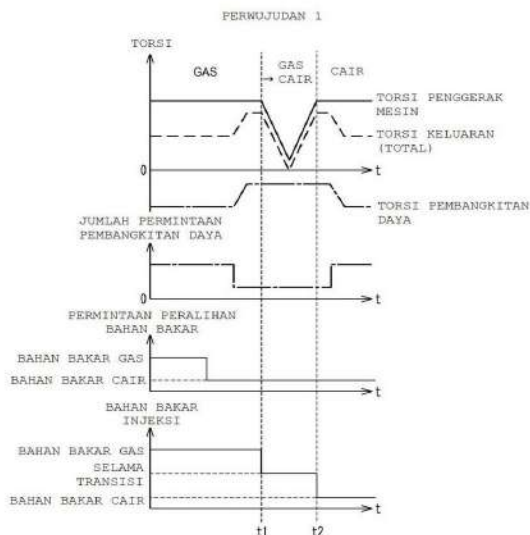 PERWUJUDAN 1
TORSI
GAS
GAS
→ CAIR
CAIR
TORSI PENGGERAK
MESIN
TORSI KELUARAN
(TOTAL)
0
t
TORSI PEMBANGKITAN
DAYA
JUMLAH PERMINTAAN
PEMBANGKITAN DAYA
0
t
PERMINTAAN PERALIHAN
BAHAN BAKAR
BAHAN BAKAR GAS
BAHAN BAKAR CAIR
t
BAHAN BAKAR
INJEKSI
BAHAN BAKAR GAS
SELAMA
TRANSISI
BAHAN BAKAR CAIR
t
t1
t2